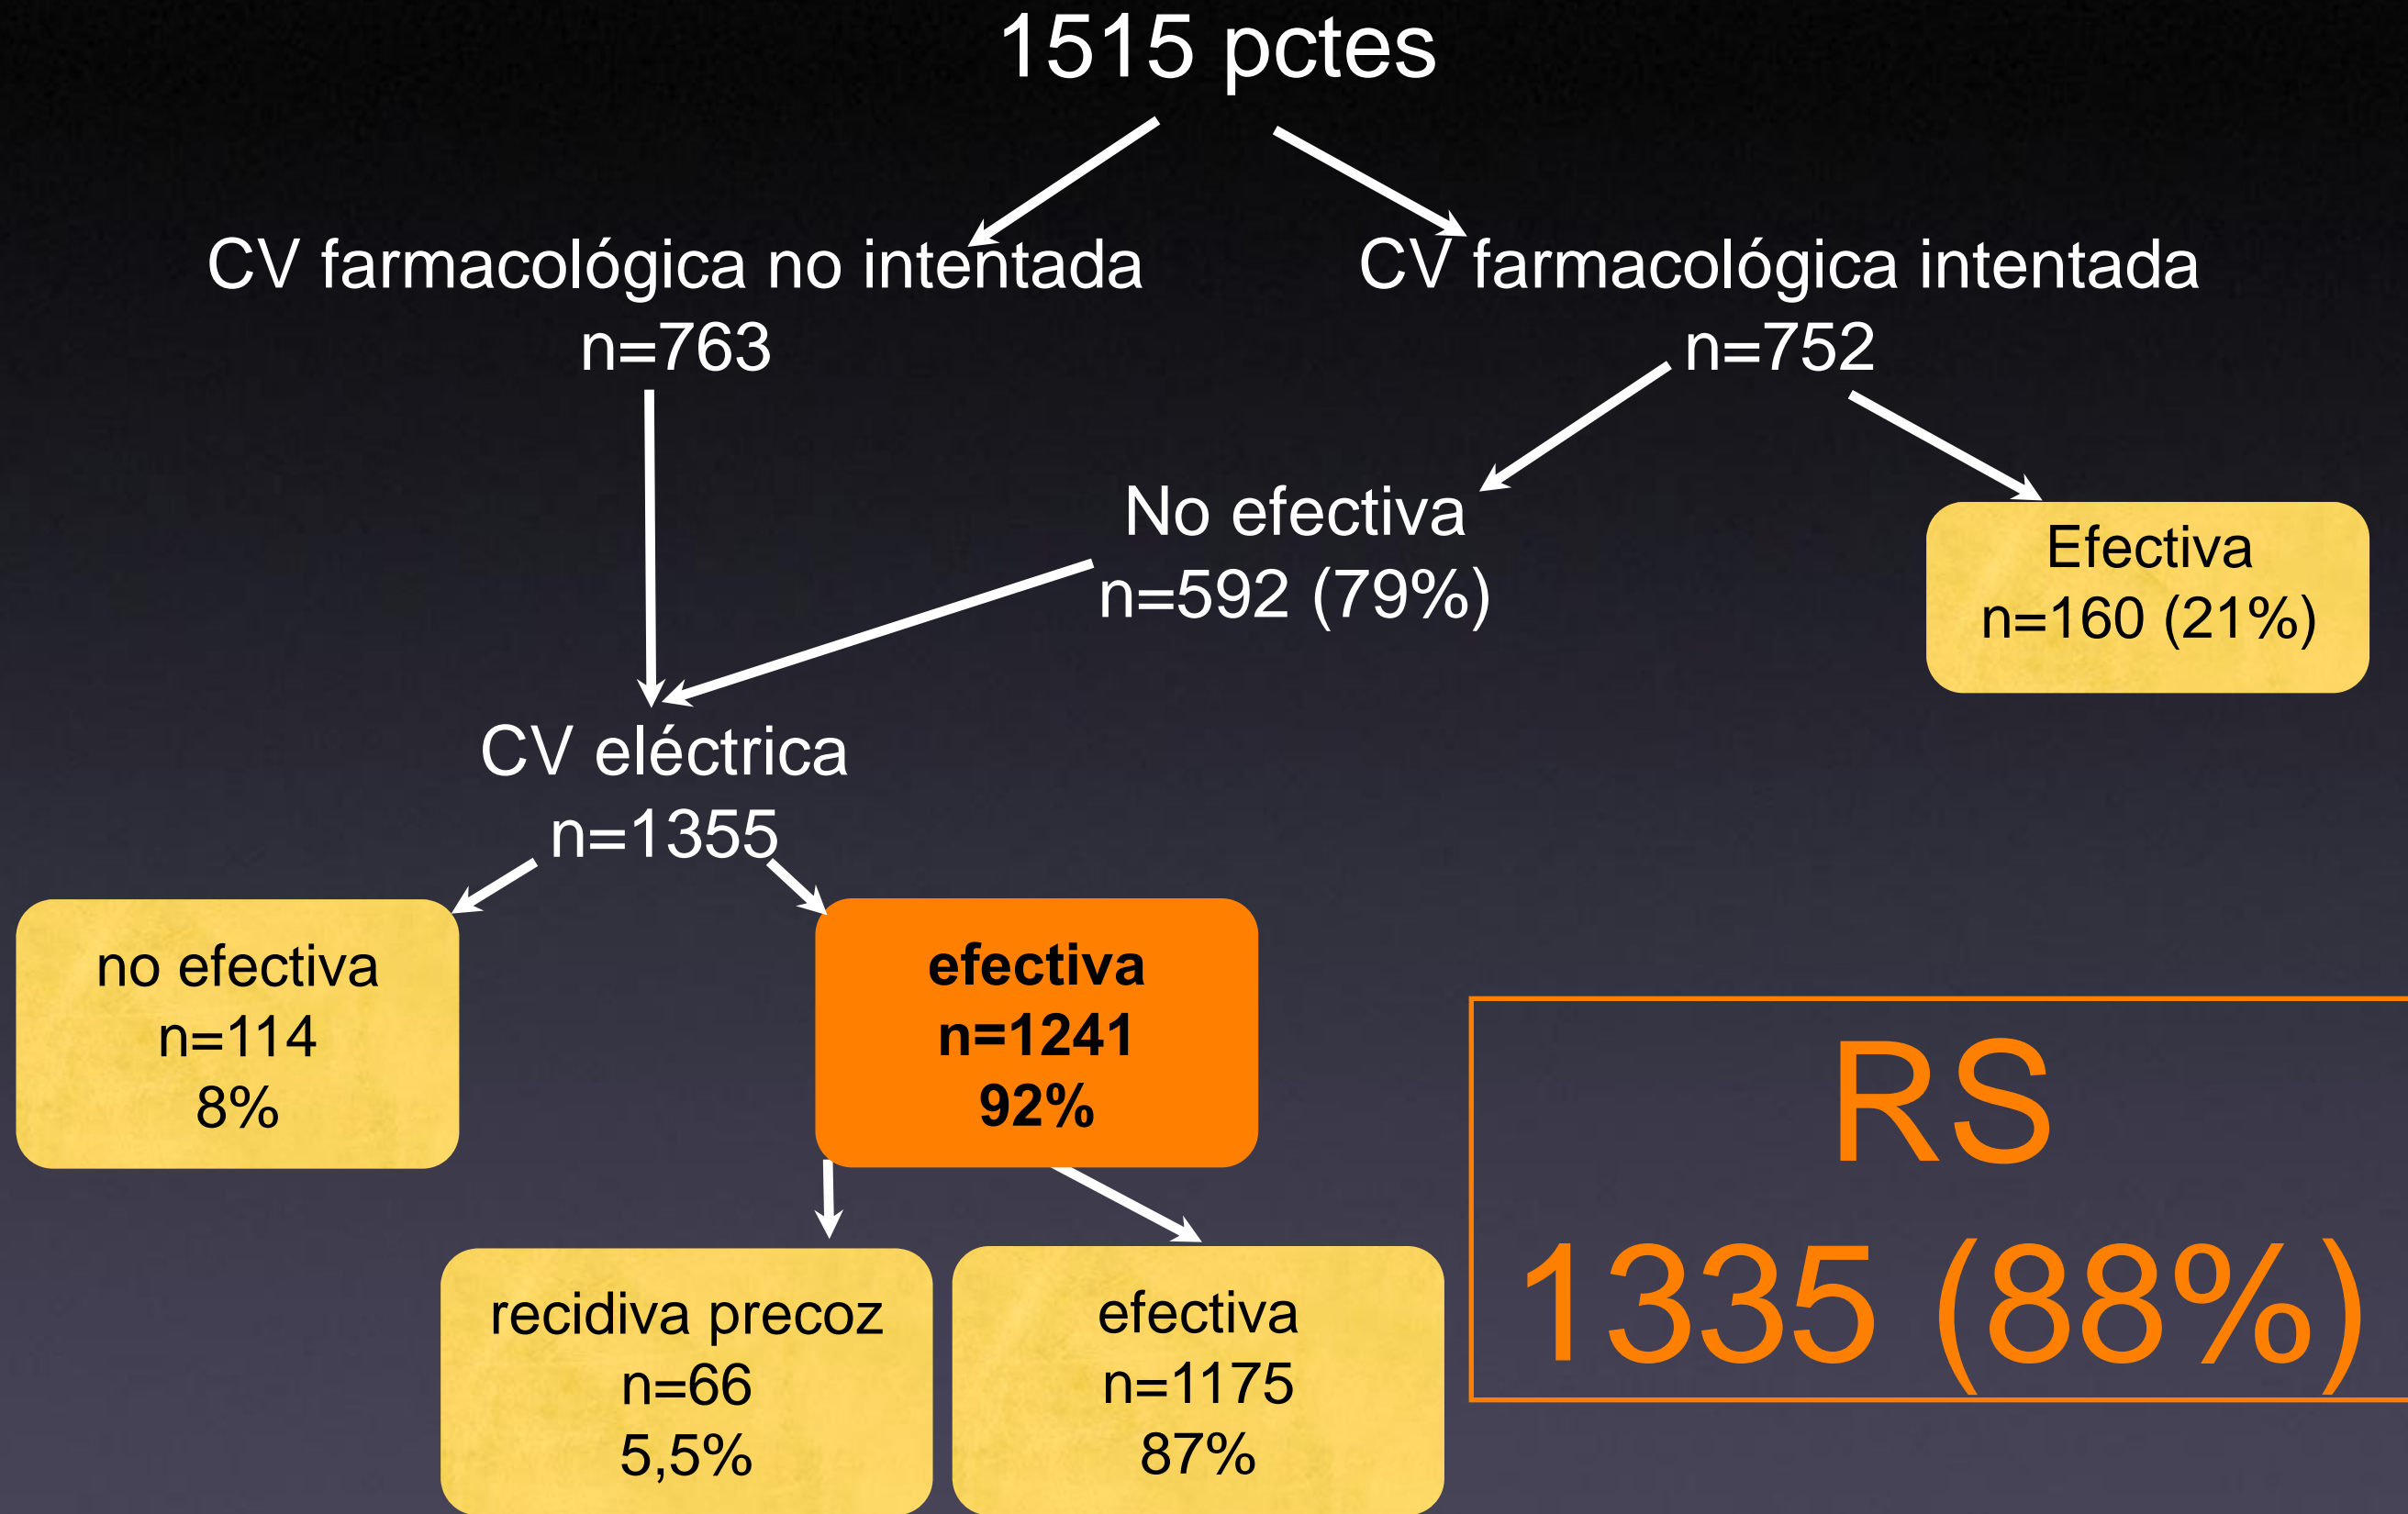 1515 pctes
CV farmacológica no intentada
n=763
CV farmacológica intentada
n=752
No efectiva
n=592 (79%)
Efectiva
n=160 (21%)
CV eléctrica
n=1355
no efectiva
n=114
8%
efectiva
n=1241
92%
recidiva precoz
n=66
5,5%
efectiva
n=1175
87%
RS
1335 (88%)